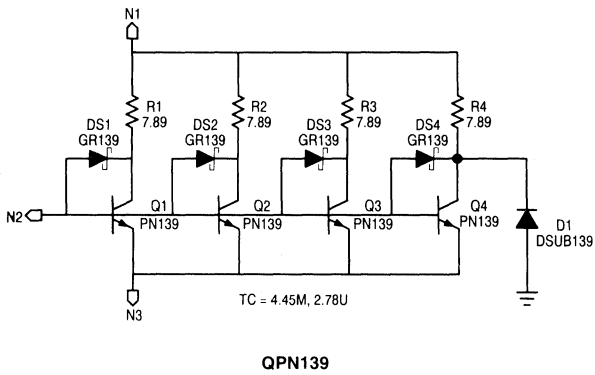 N1
R1
7.89
R2
7.89
R3
7.89
R4
7.89
DS1
GR139
DS2
GR139
DS3
GR139
DS4
GR139
N2
Q1
PN139
Q2
PN139
Q3
PN139
Q4
PN139
D1
DSUB139
N3
TC = 4.45M, 2.78U
QPN139